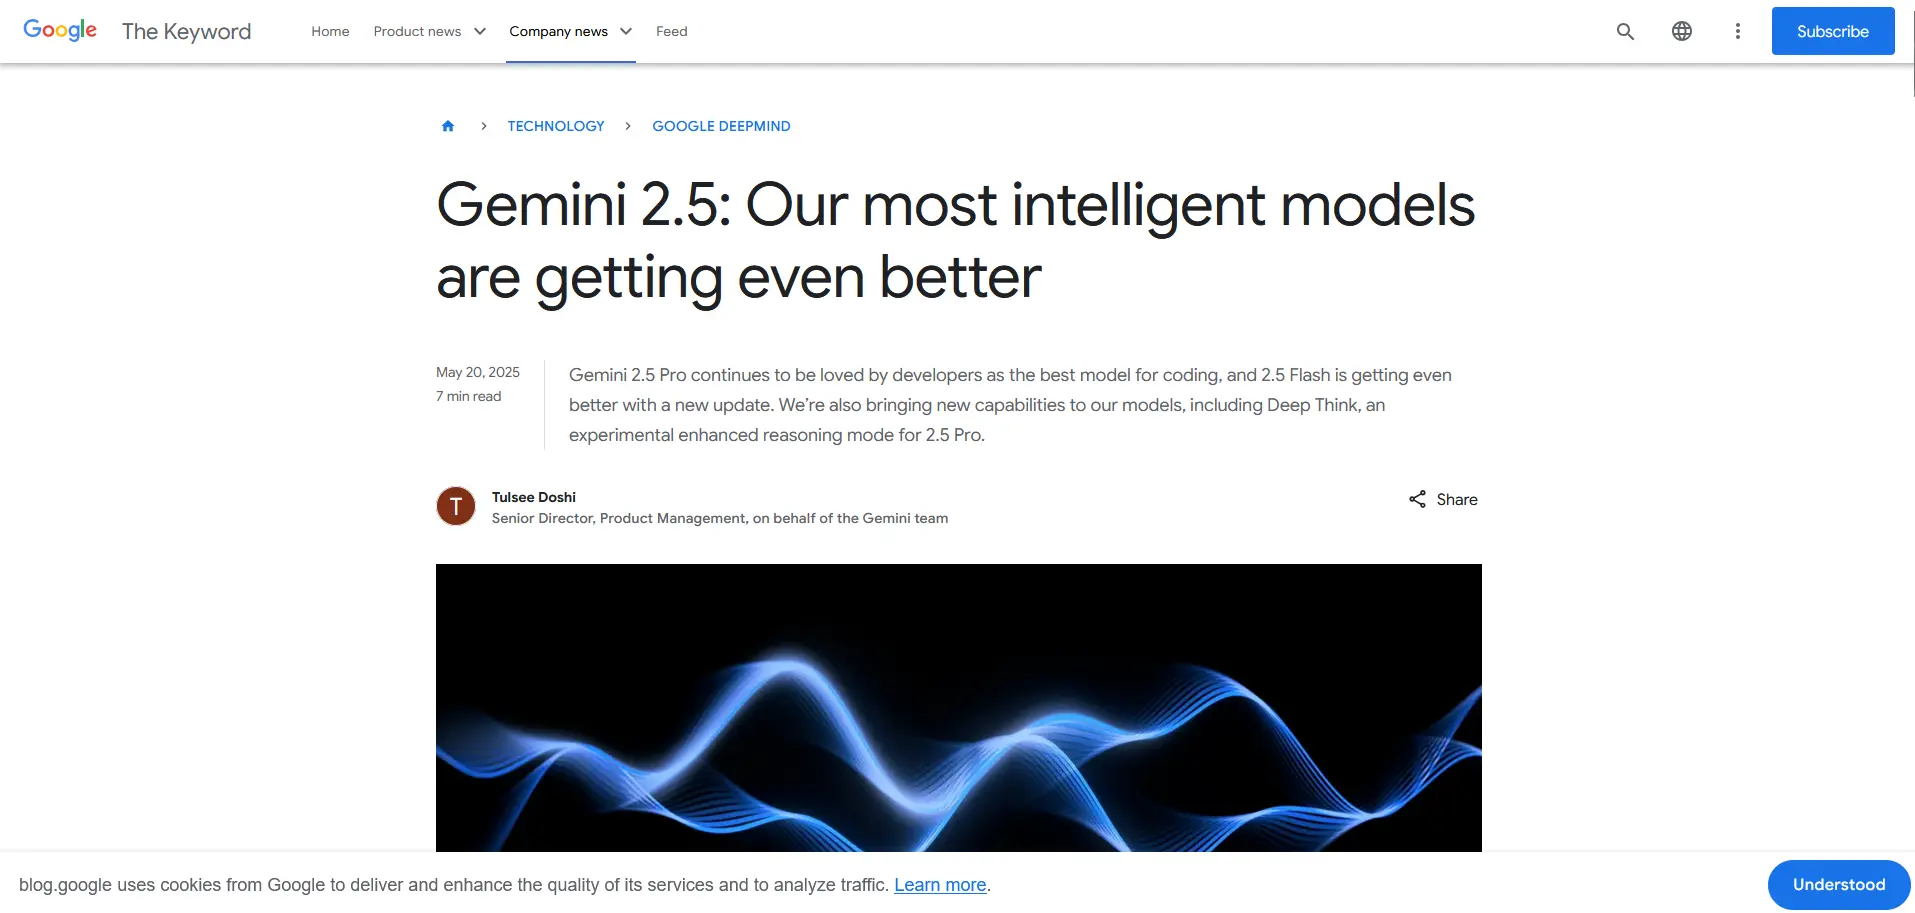 Google The Keyword Home Product news Company news Feed Subscribe
TECHNOLOGY GOOGLE DEEPMIND
Gemini 2.5: Our most intelligent models
are getting even better
May 20, 2025
7 min read
Gemini 2.5 Pro continues to be loved by developers as the best model for coding, and 2.5 Flash is getting even
better with a new update. We’re also bringing new capabilities to our models, including Deep Think, an
experimental enhanced reasoning mode for 2.5 Pro.
T
Tulsee Doshi
Senior Director, Product Management, on behalf of the Gemini team
Share
blog.google uses cookies from Google to deliver and enhance the quality of its services and to analyze traffic. Learn more.
Understood